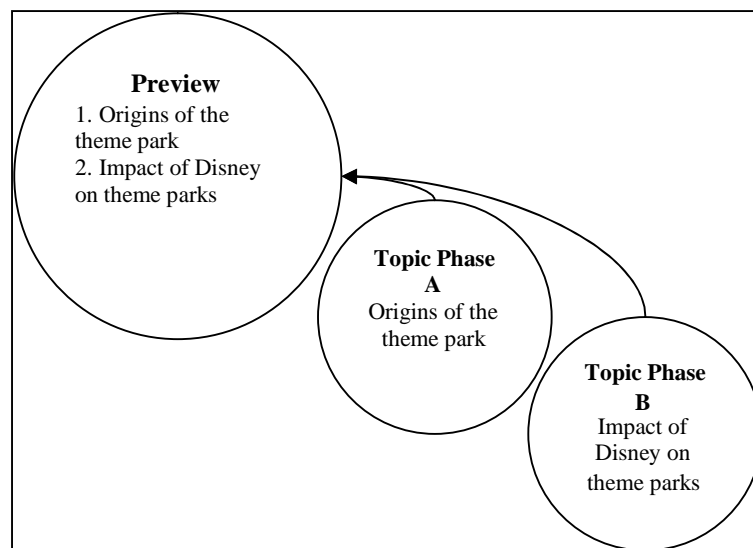 Preview
1. Origins of the
theme park
2. Impact of Disney
on theme parks
Topic Phase
A
Origins of the
theme park
Topic Phase
B
Impact of
Disney on
theme parks